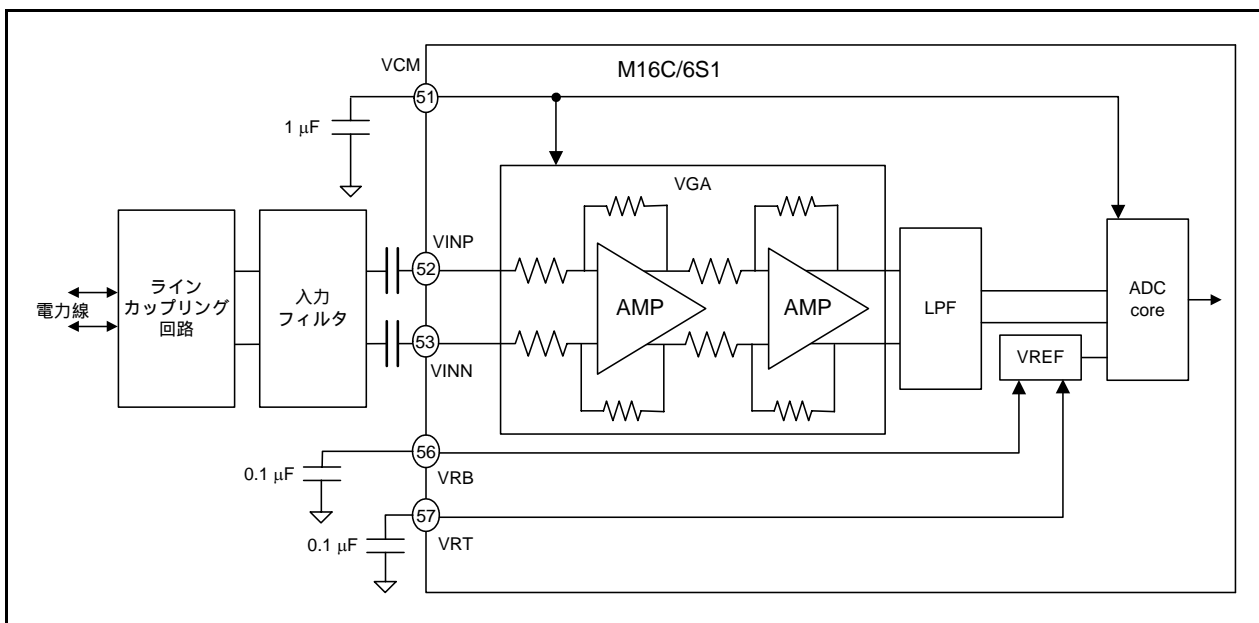 M16C/6S1
VCM
51
1 μF
VGA
VINP
52
AMP
AMP
LPF
ADC
core
電力線
ライン
カップリング
回路
入力
フィルタ
53
VINN
VREF
56
VRB
0.1 μF
57
VRT
0.1 μF